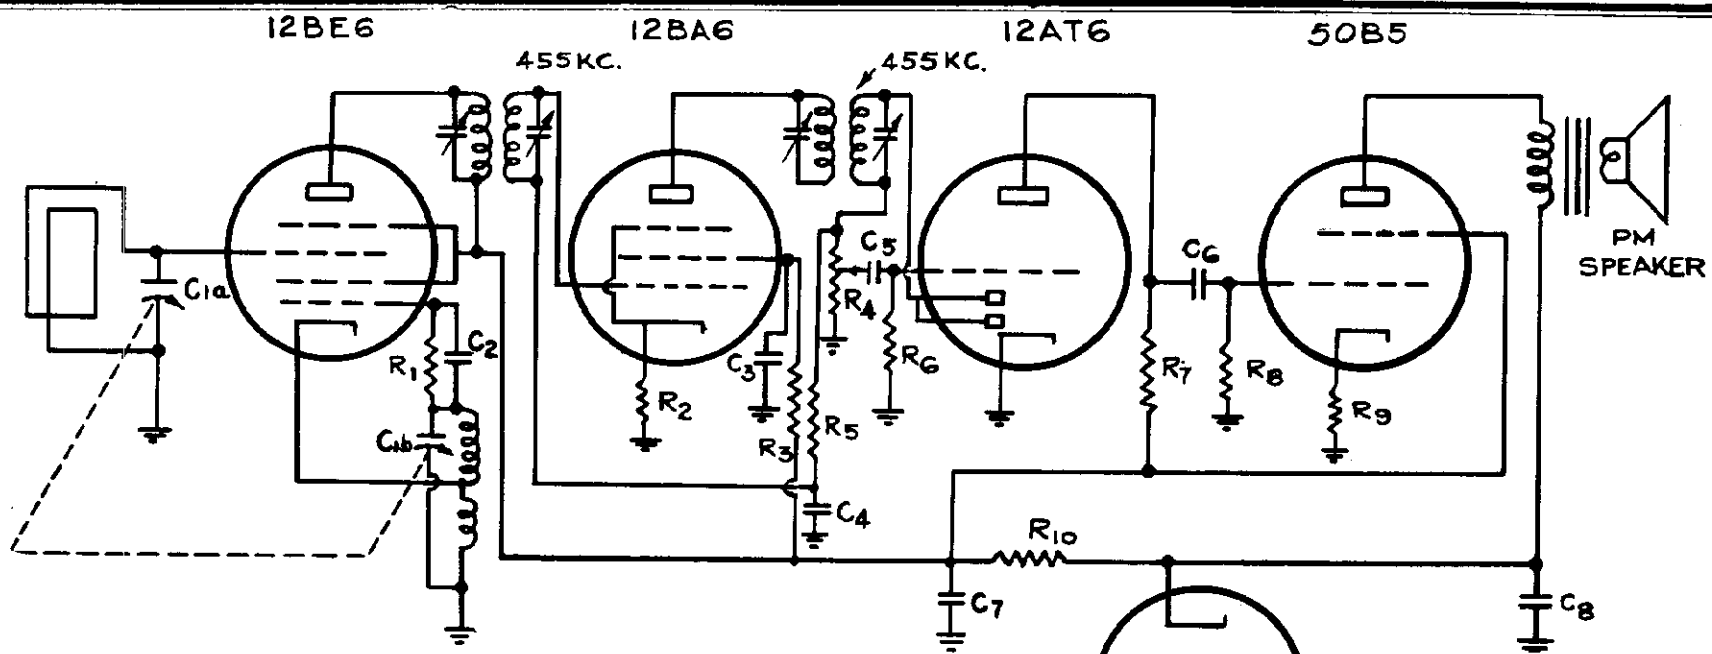 12BE6 12BA6 12AT6 50B5
455KC. 455KC.
PM
SPEAKER
C1a
C5
C6
R4
C2
R1
C3
R6
R7
R8
R2
R9
R5
C1b
R3
C4
R10
C7
C8